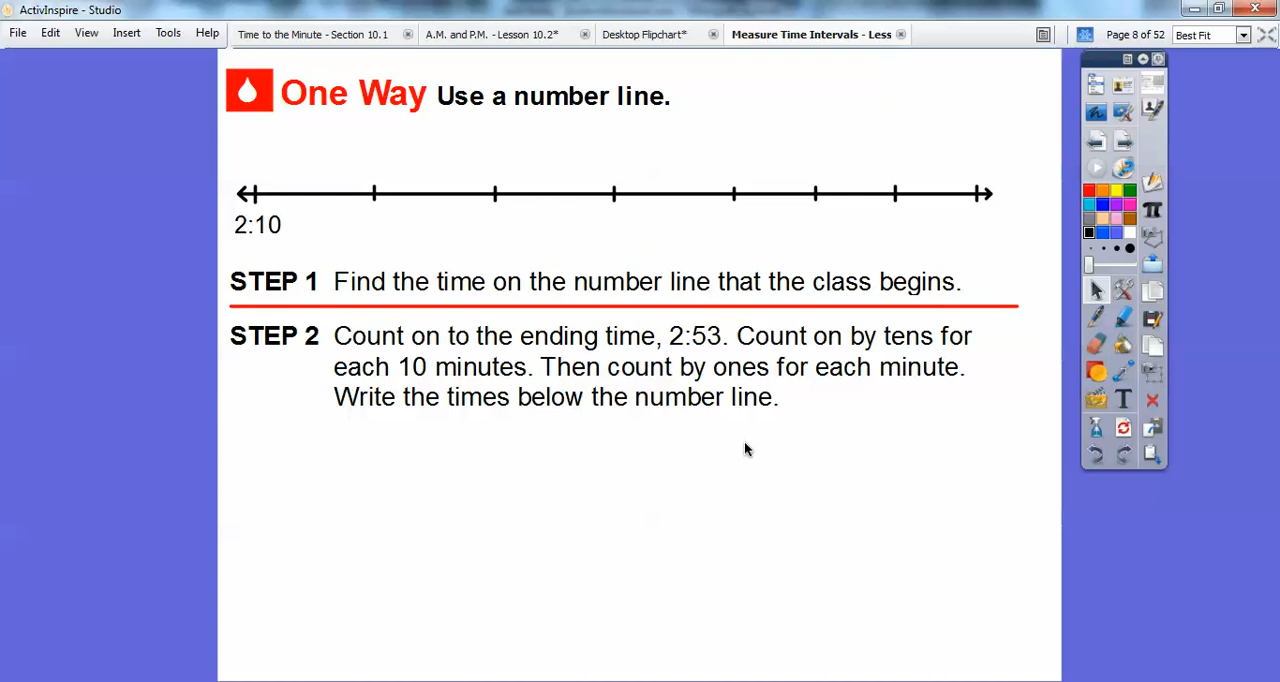 ActivInspire - Studio
File Edit View Insert Tools Help
Time to the Minute - Section 10.1
A.M. and P.M. - Lesson 10.2*
Desktop Flipchart*
Measure Time Intervals - Less
Page 8 of 52
Best Fit
One Way Use a number line.
2:10
STEP 1 Find the time on the number line that the class begins.
STEP 2 Count on to the ending time, 2:53. Count on by tens for
each 10 minutes. Then count by ones for each minute.
Write the times below the number line.